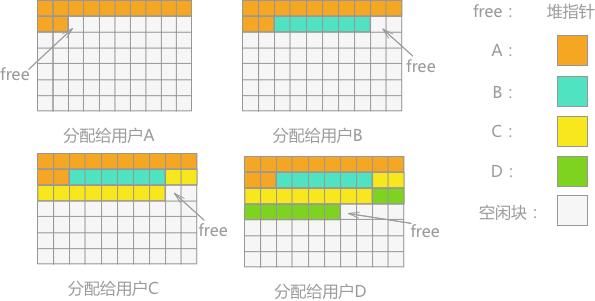 free
分配给用户A
free
分配给用户B
free
分配给用户C
free
分配给用户D
free： 堆指针
A：
B：
C：
D：
空闲块：